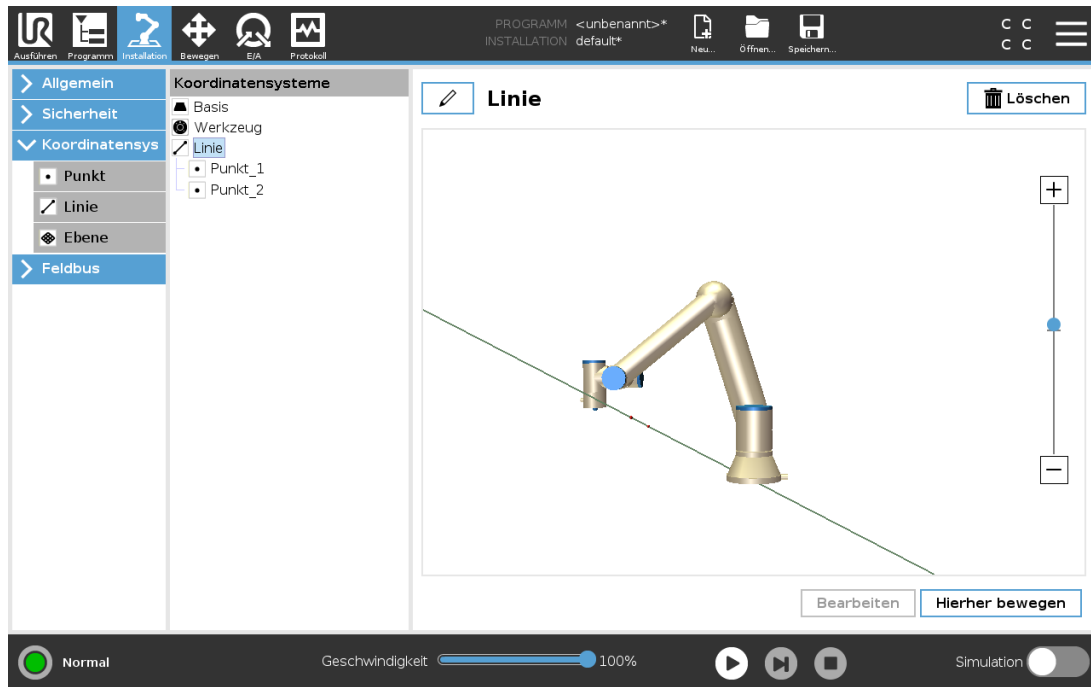 PROGRAMM <unbenannt>*
INSTALLATION default*
Ausführen Programm Installation Bewegen E/A Protokoll
Neu... Öffnen... Speichern...
C C
C C
Allgemein
Sicherheit
Koordinatensys
Punkt
Linie
Ebene
Feldbus
Koordinatensysteme
Basis
Werkzeug
Linie
Punkt_1
Punkt_2
Linie
Löschen
Bearbeiten
Hierher bewegen
Normal
Geschwindigkeit 100%
Simulation